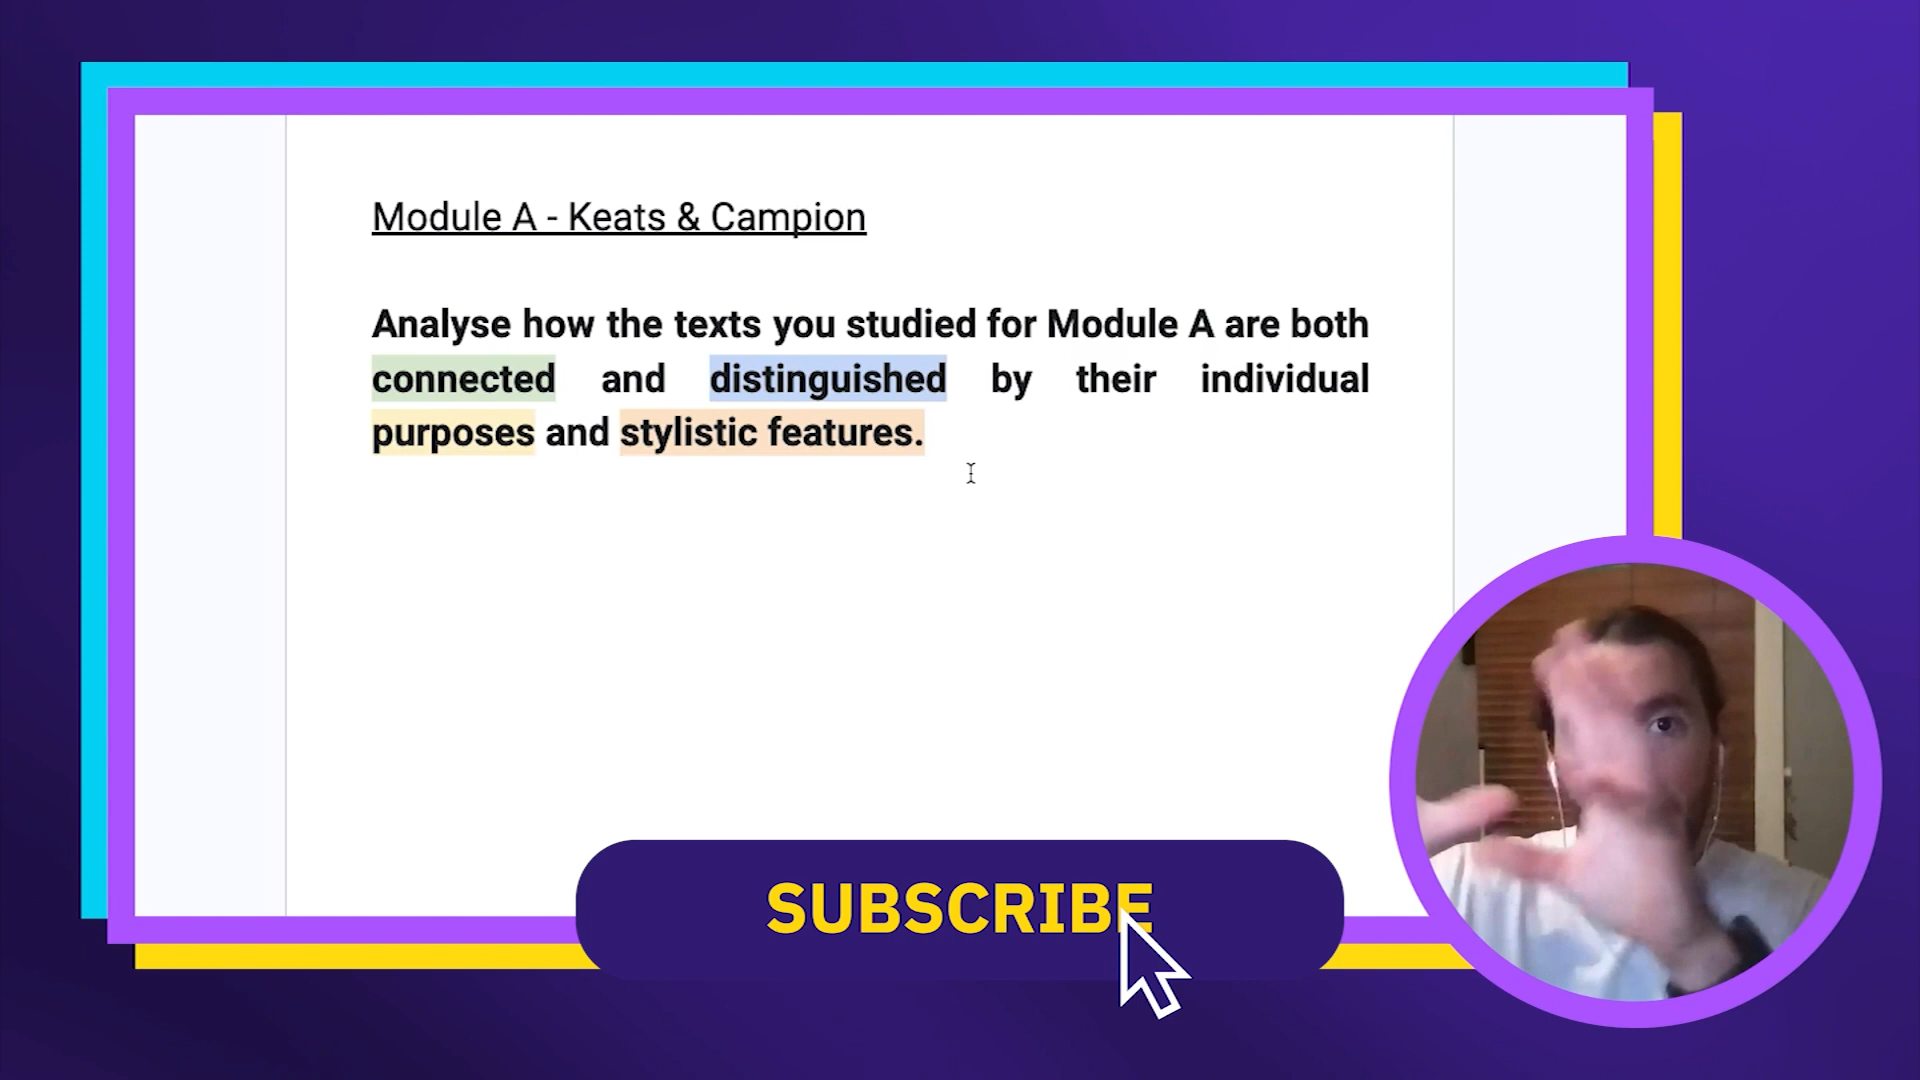 Module A - Keats & Campion
Analyse how the texts you studied for Module A are both
connected and distinguished by their individual
purposes and stylistic features.
SUBSCRIBE